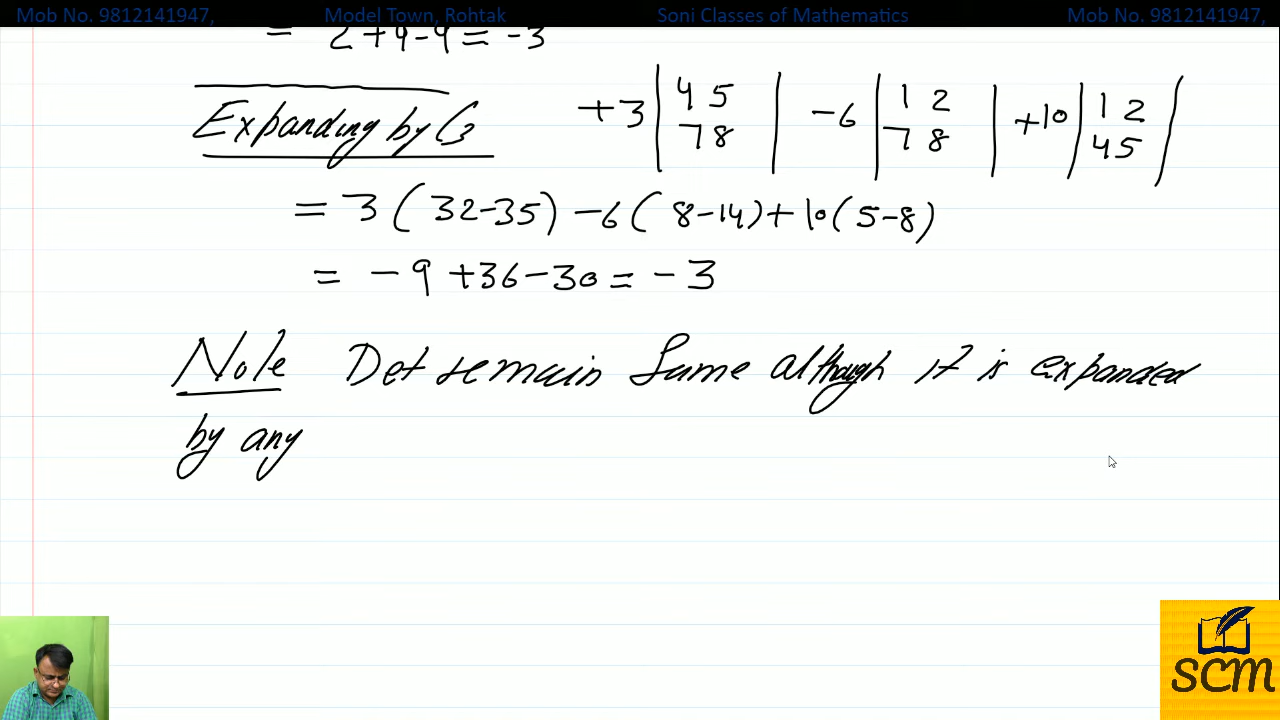 Mob No. 9812141947, Model Town, Rohtak Soni Classes of Mathematics Mob No. 9812141947,
= 2+9-9 = -3
Expanding by C3 +3 | 4 5 | -6 | 1 2 | +10 | 1 2 |
| 7 8 | | 7 8 | | 4 5 |
= 3 ( 32-35 ) -6 ( 8-14 ) + 10 ( 5-8 )
= -9 +36 -30 = -3
Note Det remain Same although it is expanded
by any
SCM